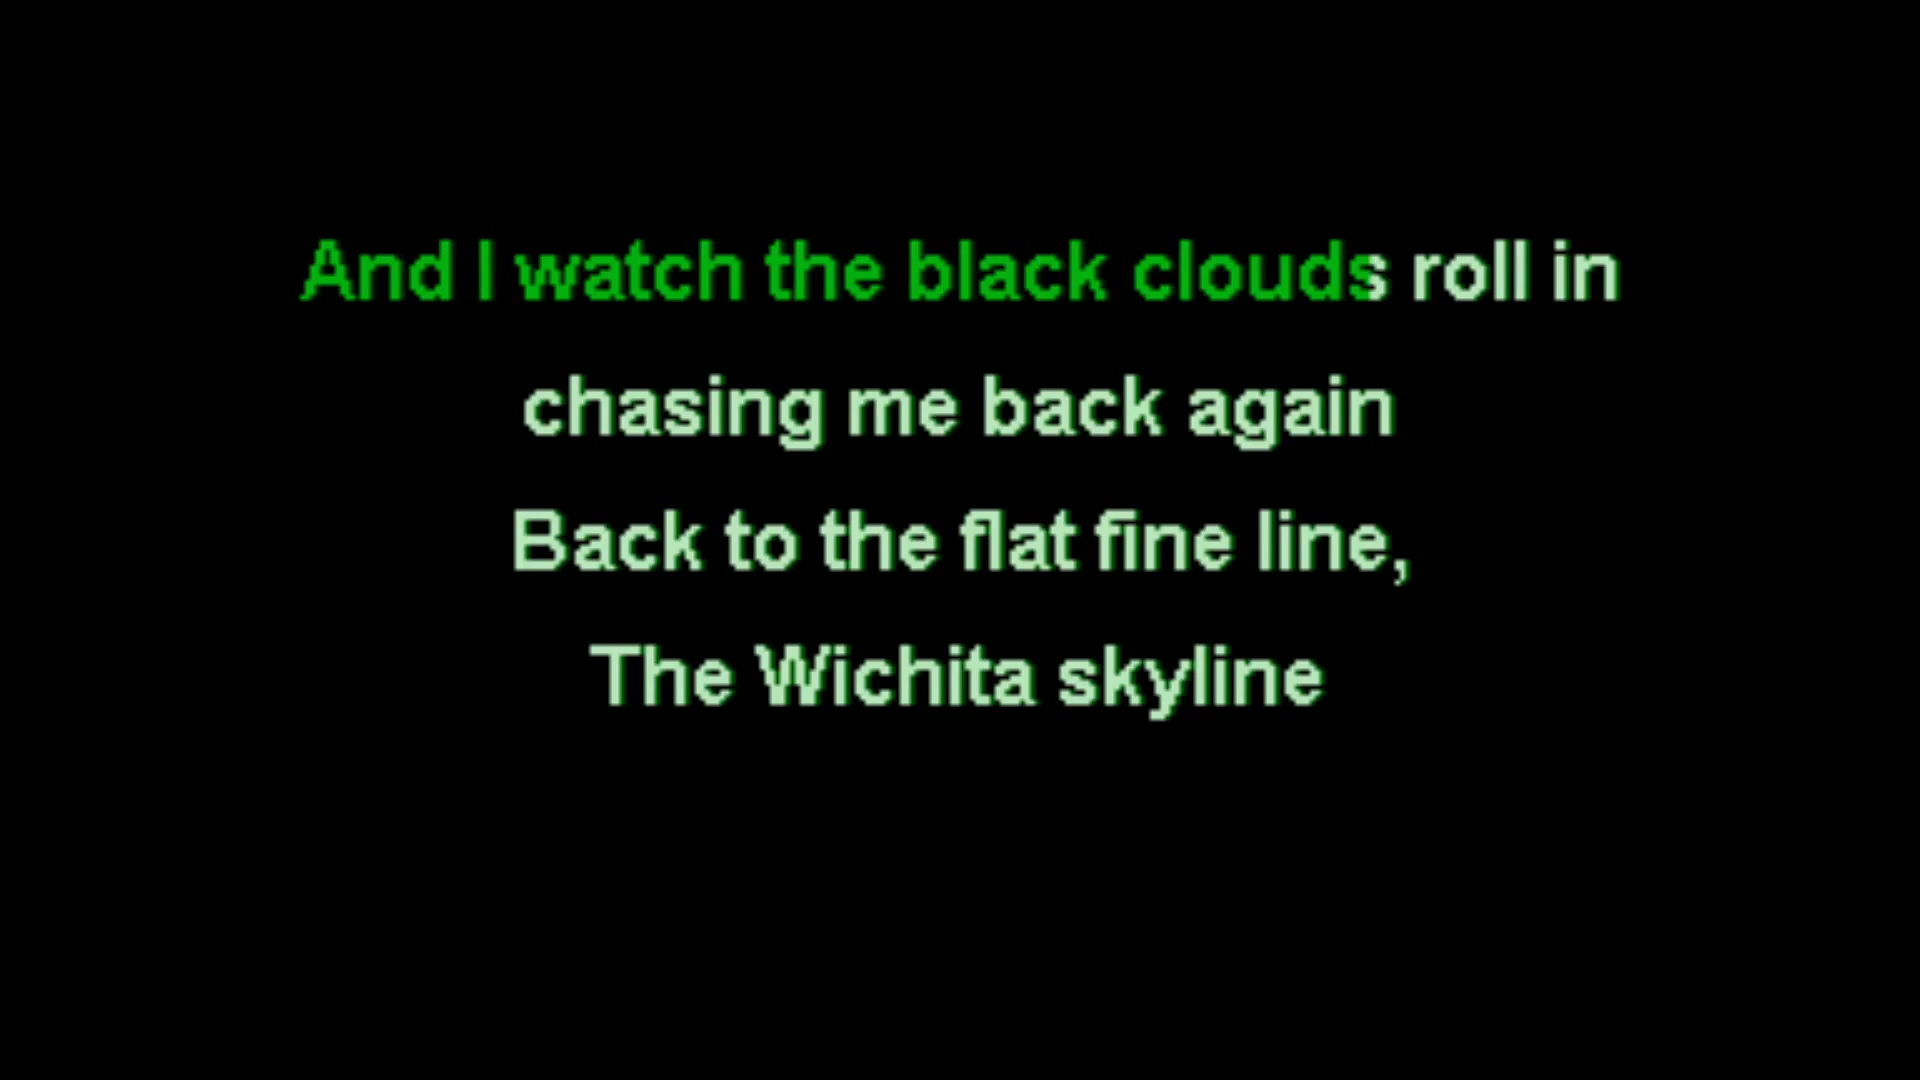 And I watch the black clouds roll in
chasing me back again
Back to the flat fine line,
The Wichita skyline